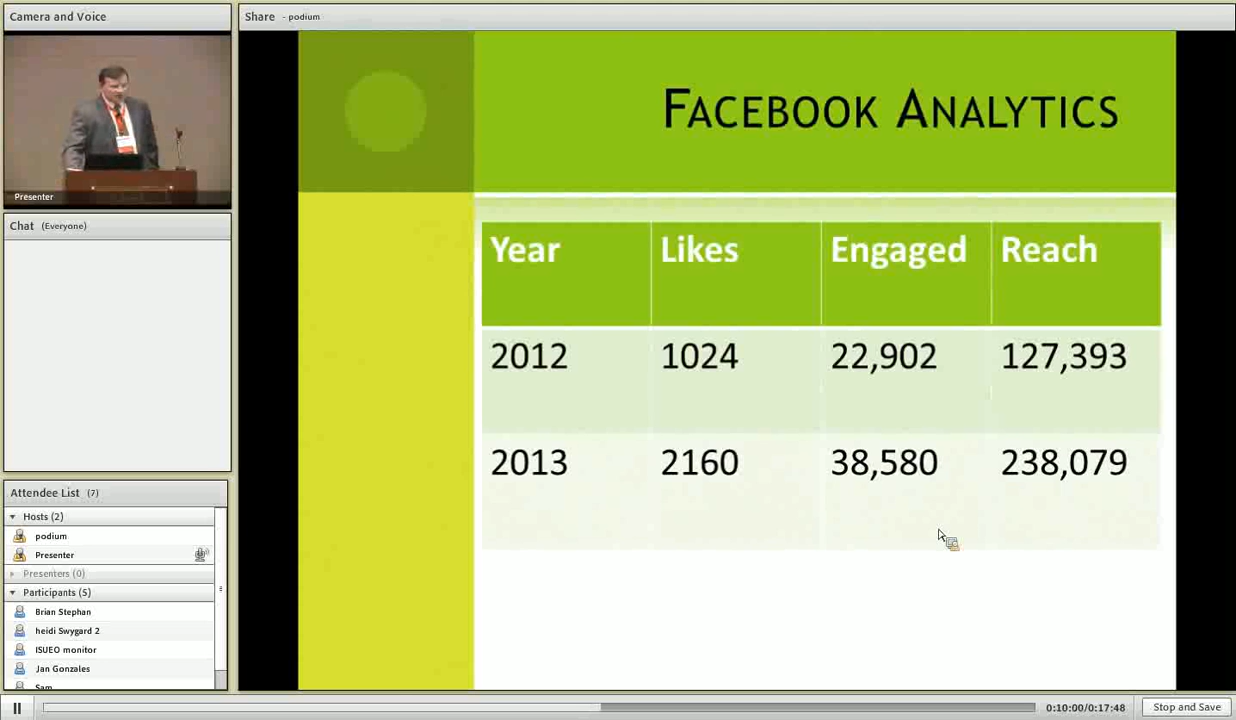 Camera and Voice
Presenter
Chat (Everyone)
Attendee List (7)
Hosts (2)
podium
Presenter
Presenters (0)
Participants (5)
Brian Stephan
heidi Swygard 2
ISUEO monitor
Jan Gonzales
Sam
Share - podium
FACEBOOK ANALYTICS
Year Likes Engaged Reach
2012 1024 22,902 127,393
2013 2160 38,580 238,079
0:10:00/0:17:48 Stop and Save